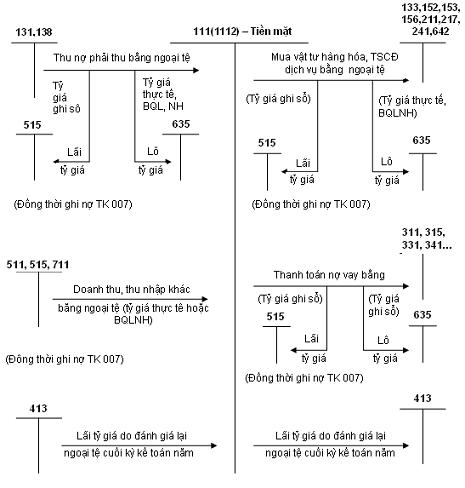 131,138
Thu nợ phải thu bằng ngoại tệ
Tỷ
giá
ghi sô
Tỷ giá
thực tế,
BQL, NH
515
635
Lãi
tỷ giá
Lô
tỷ giá
(Đồng thời ghi nợ TK 007)
511, 515, 711
Doanh thu, thu nhập khác
băng ngoại tệ (tỷ giá thực tế hoặc
BQLNH)
(Đồng thời ghi nợ TK 007)
413
Lãi tỷ giá do đánh giá lại
ngoại tệ cuối kỳ kế toán năm
111(1112) – Tiền mặt
133,152,153,
156,211,217,
241,642
Mua vật tư hàng hóa, TSCĐ
dịch vụ bằng ngoại tệ
(Tỷ giá ghi sổ)
(Tỷ giá thực tế,
BQLNH)
515
635
Lãi
tỷ giá
Lô
tỷ giá
(Đồng thời ghi nợ TK 007)
311, 315,
331, 341...
Thanh toán nợ vay bằng
(Tỷ giá ghi sổ)
(Tỷ giá
ghi sổ)
515
635
Lãi
tỷ giá
Lô
tỷ giá
(Đồng thời ghi nợ TK 007)
413
Lãi tỷ giá do đánh giá lại
ngoại tệ cuối kỳ kế toán năm